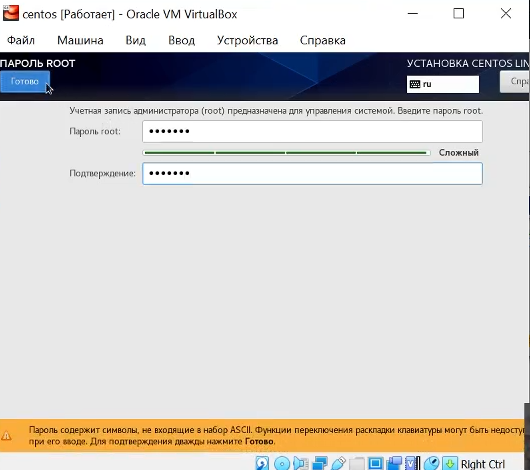 centos [Работает] - Oracle VM VirtualBox
Файл Машина Вид Ввод Устройства Справка
ПАРОЛЬ ROOT
УСТАНОВКА CENTOS LIN
Готово
ru
Спра
Учетная запись администратора (root) предназначена для управления системой. Введите пароль root.
Пароль root: •••••••
Сложный
Подтверждение: •••••••
Пароль содержит символы, не входящие в набор ASCII. Функции переключения раскладки клавиатуры могут быть недоступ
при его вводе. Для подтверждения дважды нажмите Готово.
Right Ctrl